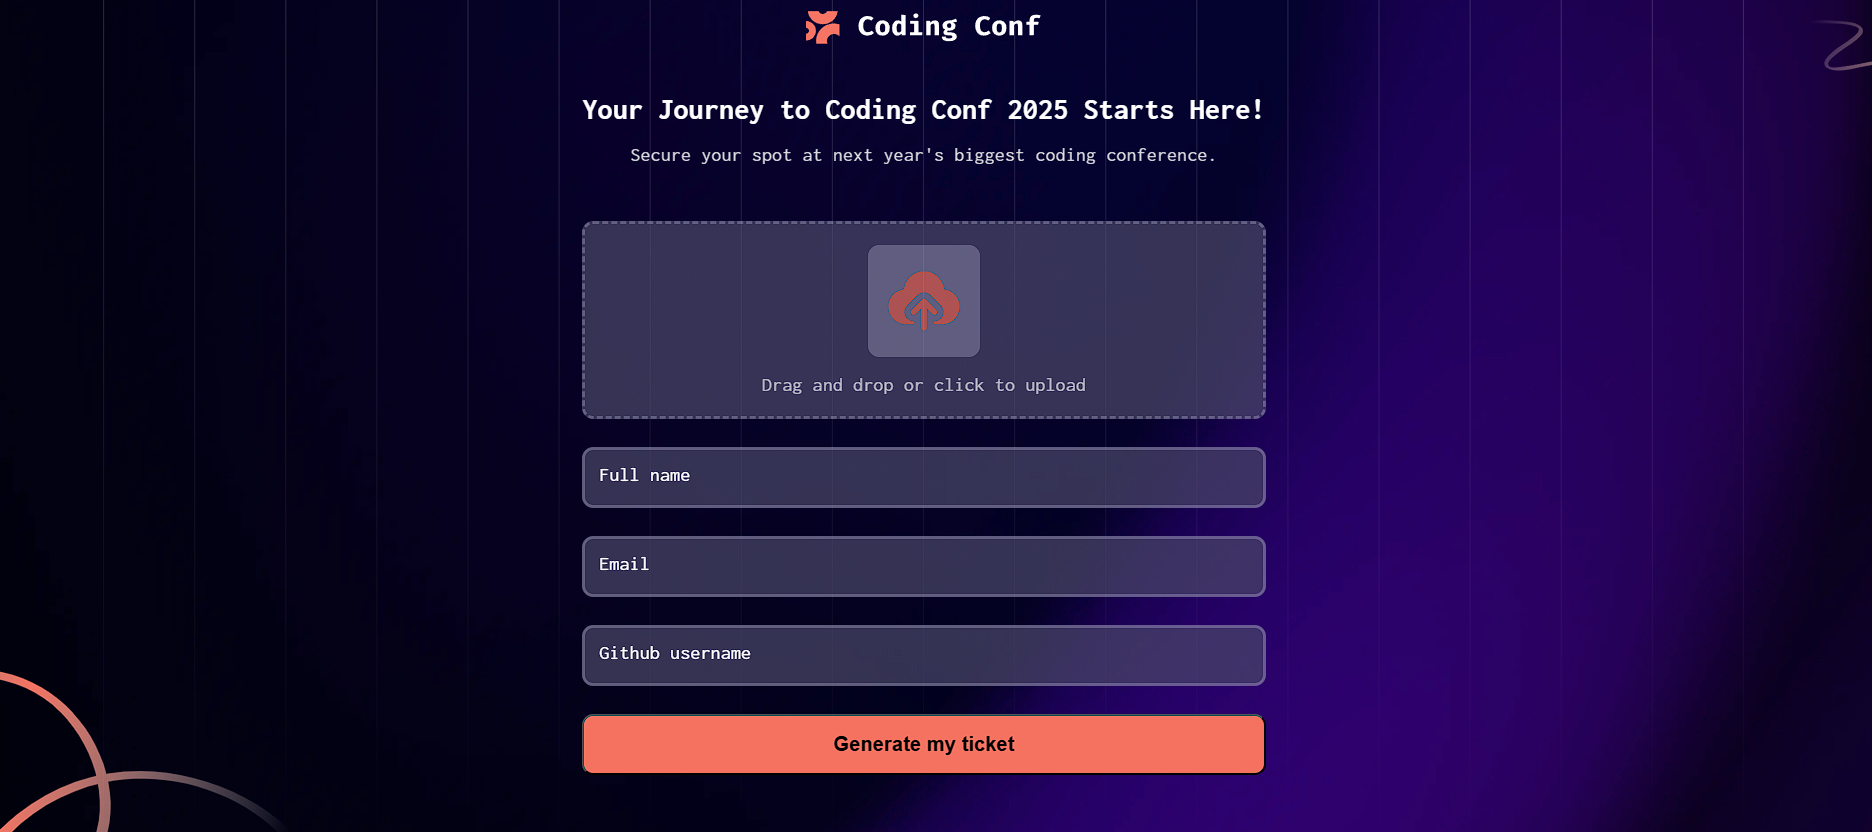 Coding Conf
Your Journey to Coding Conf 2025 Starts Here!
Secure your spot at next year's biggest coding conference.
Drag and drop or click to upload
Full name
Email
Github username
Generate my ticket